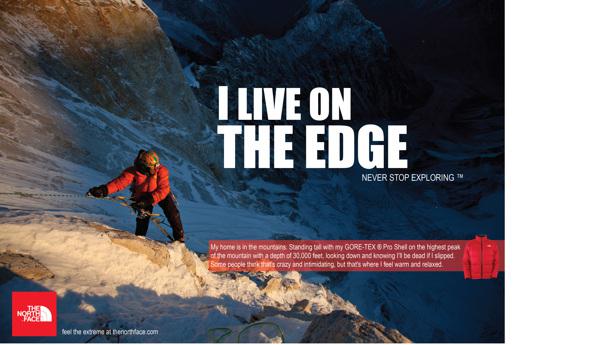 I LIVE ON
THE EDGE
NEVER STOP EXPLORING ™
My home is in the mountains. Standing tall with my GORE-TEX ® Pro Shell on the highest peak
of the mountain with a depth of 30,000 feet, looking down and knowing I'll be dead if I slipped.
Some people think that's crazy and intimidating, but that's where I feel warm and relaxed.
THE
NORTH
FACE
feel the extreme at thenorthface.com